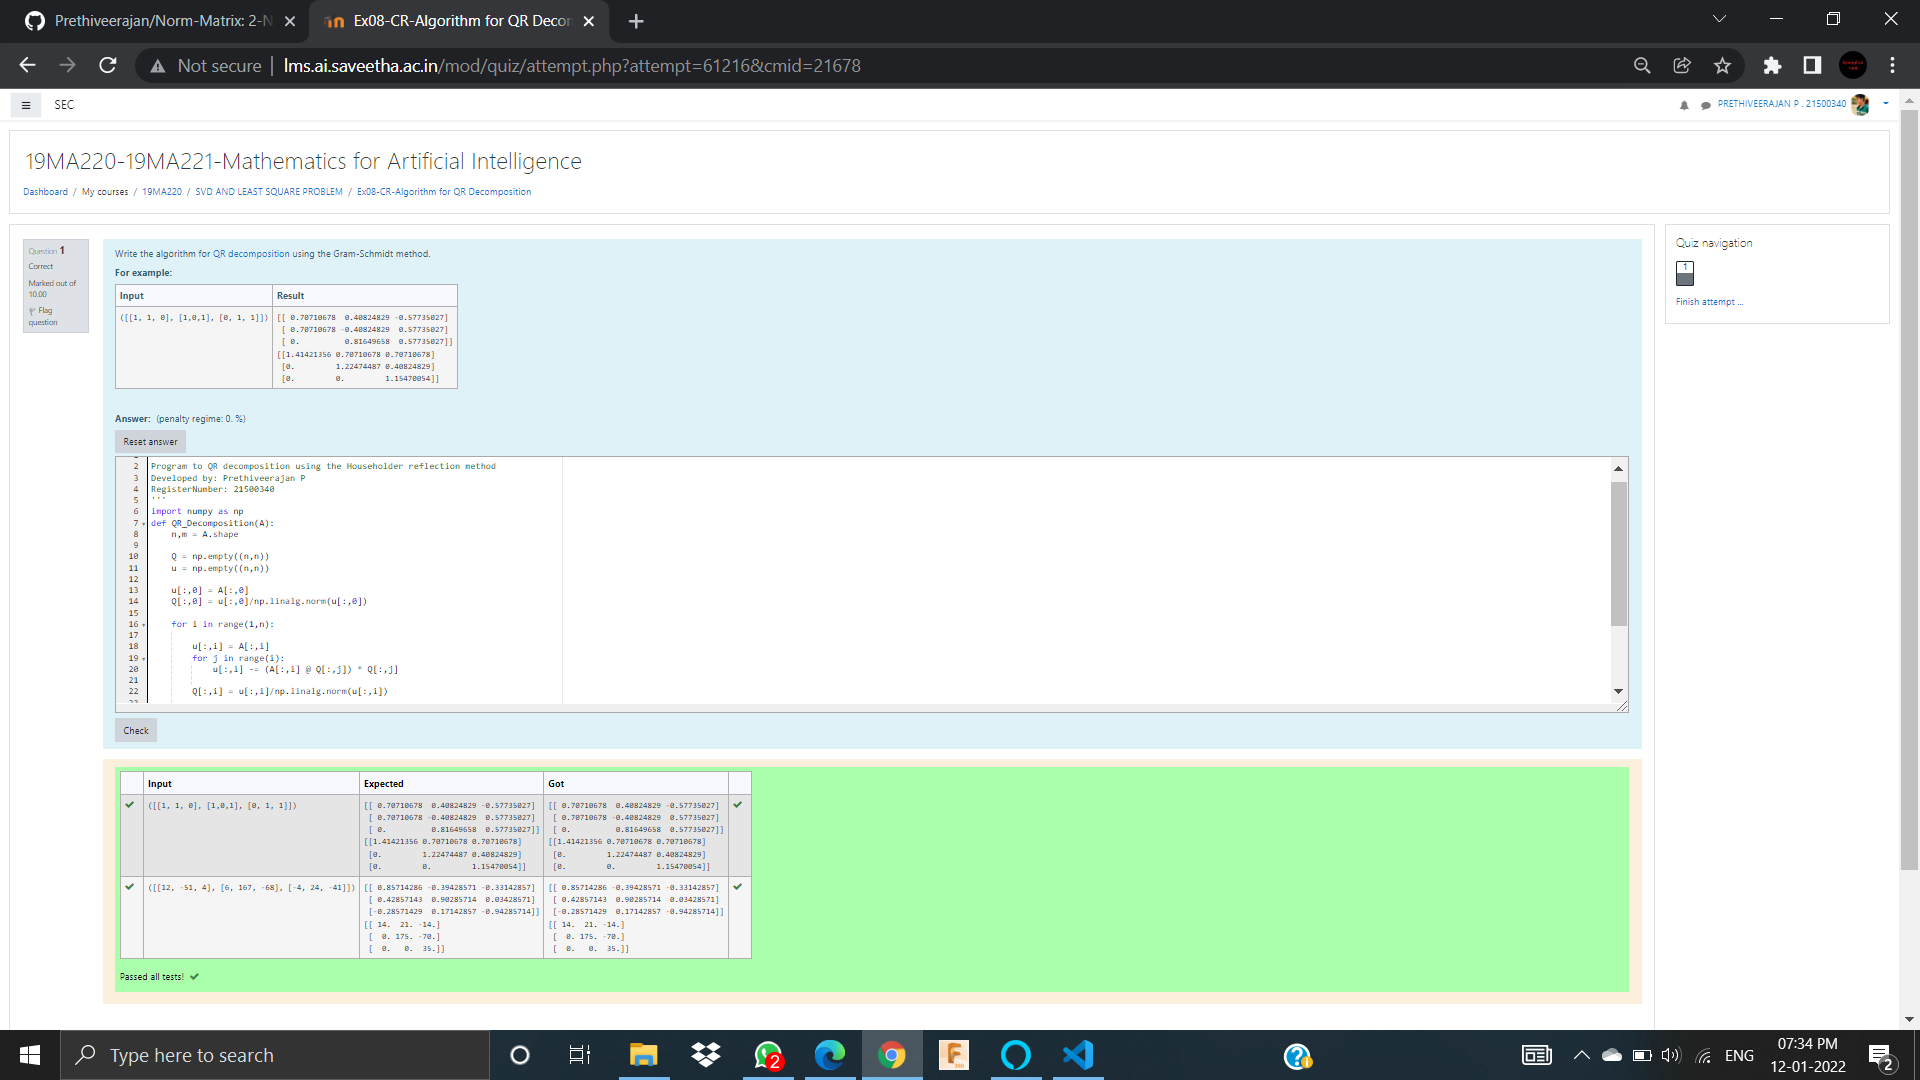 Prethiveerajan/Norm-Matrix: 2-N
Ex08-CR-Algorithm for QR Decon
Not secure | lms.ai.saveetha.ac.in/mod/quiz/attempt.php?attempt=61216&cmid=21678
SEC
PRETHIVEERAJAN P . 21500340
19MA220-19MA221-Mathematics for Artificial Intelligence
Dashboard / My courses / 19MA220 / SVD AND LEAST SQUARE PROBLEM / Ex08-CR-Algorithm for QR Decomposition
Question 1
Correct
Marked out of
10.00
Flag
question
Write the algorithm for QR decomposition using the Gram-Schmidt method.
For example:
Input Result
([[1, 1, 0], [1,0,1], [0, 1, 1]]) [[ 0.70710678  0.40824829 -0.57735027]
[ 0.70710678 -0.40824829  0.57735027]
[ 0.          0.81649658  0.57735027]]
[[1.41421356 0.70710678 0.70710678]
[0.         1.22474487 0.40824829]
[0.         0.         1.15470054]]
Answer: (penalty regime: 0. %)
Reset answer
2 Program to QR decomposition using the Householder reflection method
3 Developed by: Prethiveerajan P
4 RegisterNumber: 21500340
5 '''
6 import numpy as np
7 def QR_Decomposition(A):
8     n,m = A.shape
9
10     Q = np.empty((n,n))
11     u = np.empty((n,n))
12
13     u[:,0] = A[:,0]
14     Q[:,0] = u[:,0]/np.linalg.norm(u[:,0])
15
16     for i in range(1,n):
17
18         u[:,i] = A[:,i]
19         for j in range(i):
20             u[:,i] -= (A[:,i] @ Q[:,j]) * Q[:,j]
21
22         Q[:,i] = u[:,i]/np.linalg.norm(u[:,i])
Check
Input Expected Got
([[1, 1, 0], [1,0,1], [0, 1, 1]]) [[ 0.70710678  0.40824829 -0.57735027] [[ 0.70710678  0.40824829 -0.57735027]
[ 0.70710678 -0.40824829  0.57735027] [ 0.70710678 -0.40824829  0.57735027]
[ 0.          0.81649658  0.57735027]] [ 0.          0.81649658  0.57735027]]
[[1.41421356 0.70710678 0.70710678] [[1.41421356 0.70710678 0.70710678]
[0.         1.22474487 0.40824829] [0.         1.22474487 0.40824829]
[0.         0.         1.15470054]] [0.         0.         1.15470054]]
([[12, -51, 4], [6, 167, -68], [-4, 24, -41]]) [[ 0.85714286 -0.39428571 -0.33142857] [[ 0.85714286 -0.39428571 -0.33142857]
[ 0.42857143  0.90285714  0.03428571] [ 0.42857143  0.90285714  0.03428571]
[-0.28571429  0.17142857 -0.94285714]] [-0.28571429  0.17142857 -0.94285714]]
[[ 14.  21. -14.] [[ 14.  21. -14.]
[  0. 175. -70.] [  0. 175. -70.]
[  0.   0.  35.]] [  0.   0.  35.]]
Passed all tests!
Quiz navigation
1
Finish attempt ...
Type here to search
2
ENG
07:34 PM
12-01-2022
2